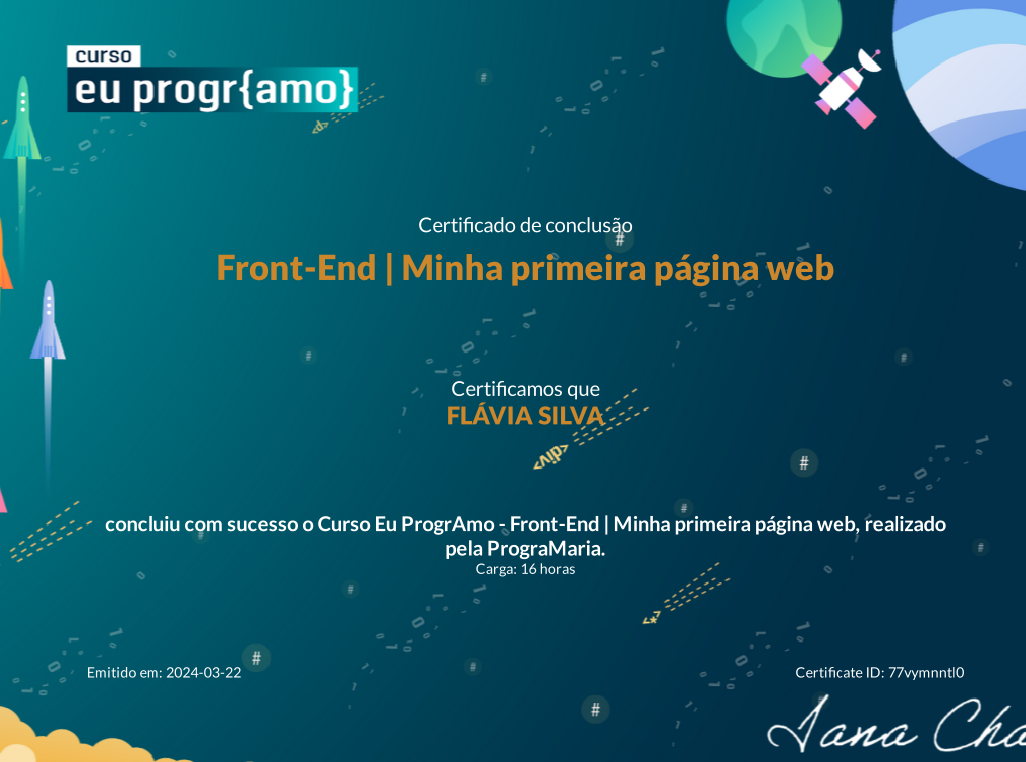 curso
eu progr{amo}
Certificado de conclusão
Front-End | Minha primeira página web
Certificamos que
FLÁVIA SILVA
<div>
concluiu com sucesso o Curso Eu ProgrAmo - Front-End | Minha primeira página web, realizado
pela PrograMaria.
Carga: 16 horas
Emitido em: 2024-03-22
Certificate ID: 77vymnntl0